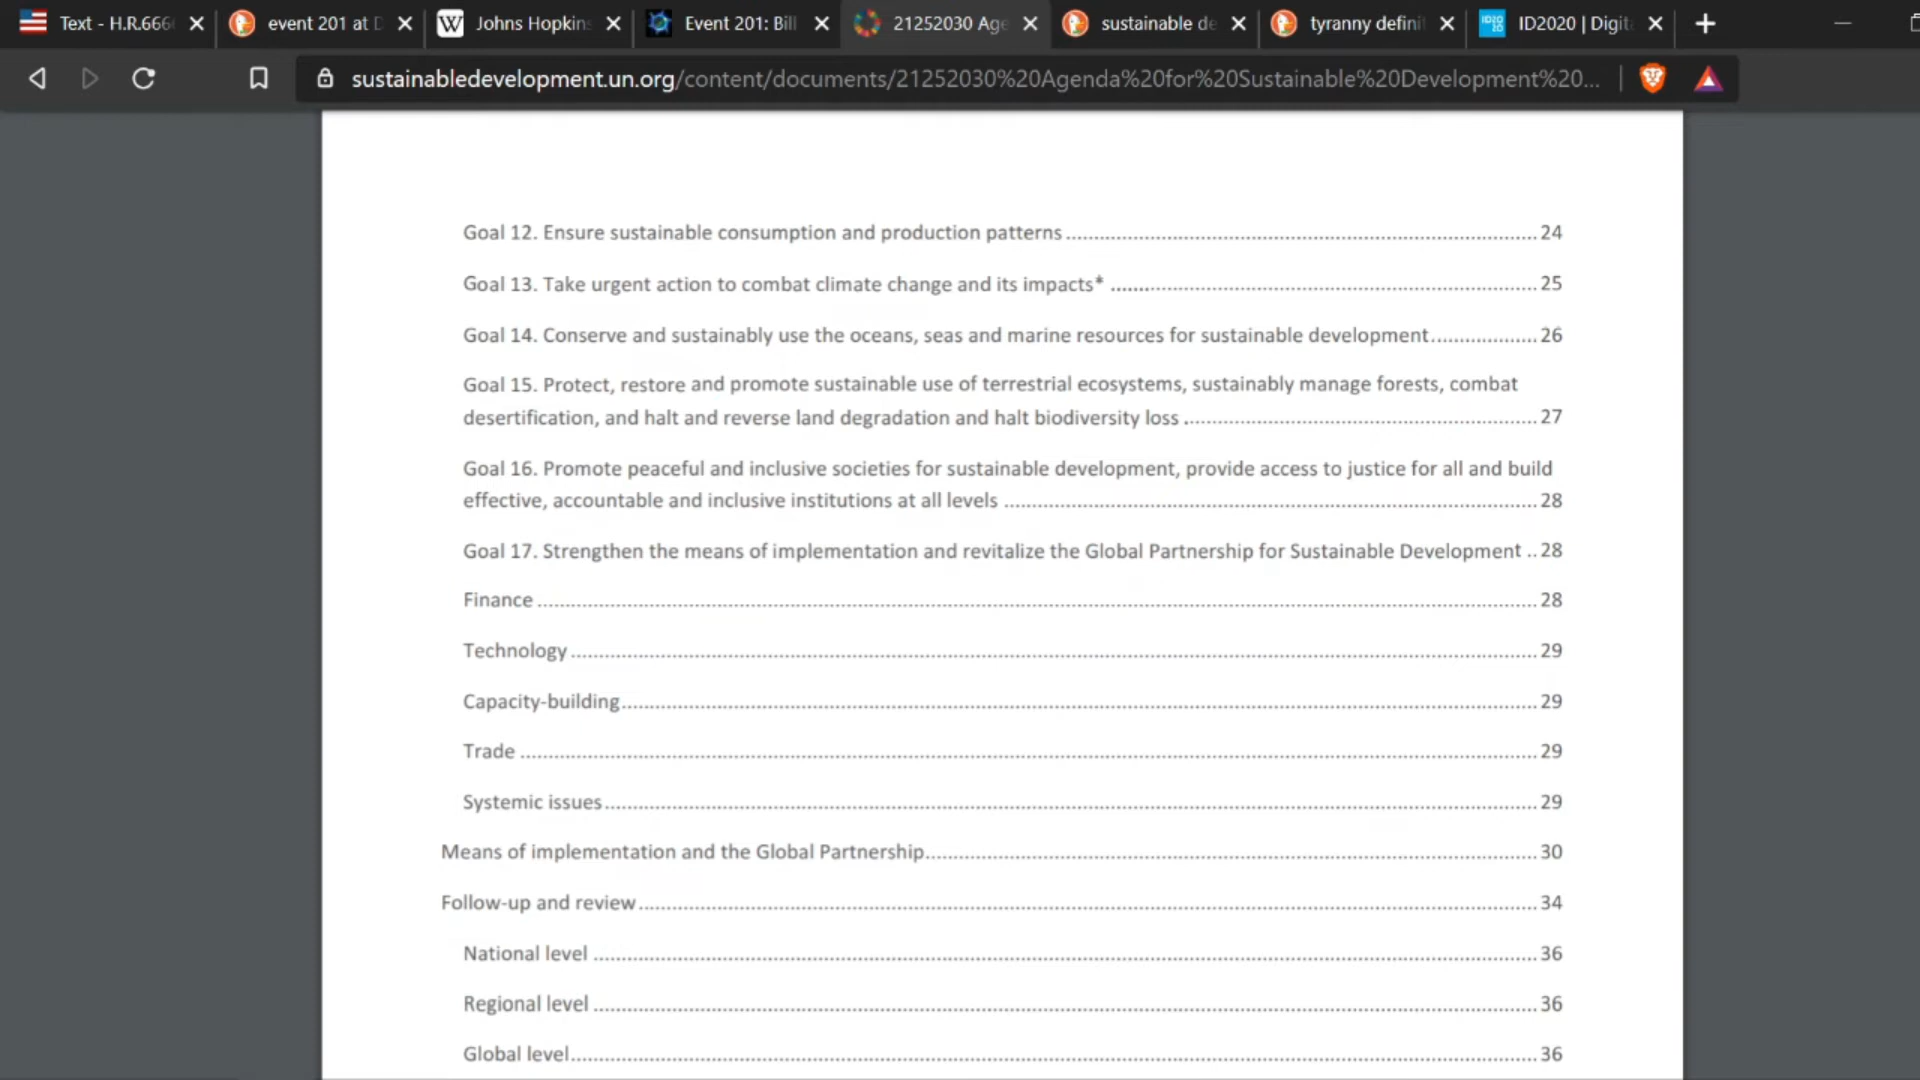 Text - H.R.666
event 201 at D
Johns Hopkins
Event 201: Bill
21252030 Age
sustainable de
tyranny defini
ID2020 | Digit
sustainabledevelopment.un.org/content/documents/21252030%20Agenda%20for%20Sustainable%20Development%20...
Goal 12. Ensure sustainable consumption and production patterns ........ 24
Goal 13. Take urgent action to combat climate change and its impacts* ........ 25
Goal 14. Conserve and sustainably use the oceans, seas and marine resources for sustainable development........ 26
Goal 15. Protect, restore and promote sustainable use of terrestrial ecosystems, sustainably manage forests, combat
desertification, and halt and reverse land degradation and halt biodiversity loss ........ 27
Goal 16. Promote peaceful and inclusive societies for sustainable development, provide access to justice for all and build
effective, accountable and inclusive institutions at all levels ........ 28
Goal 17. Strengthen the means of implementation and revitalize the Global Partnership for Sustainable Development .. 28
Finance ........ 28
Technology ........ 29
Capacity-building........ 29
Trade ........ 29
Systemic issues ........ 29
Means of implementation and the Global Partnership........ 30
Follow-up and review ........ 34
National level ........ 36
Regional level ........ 36
Global level........ 36